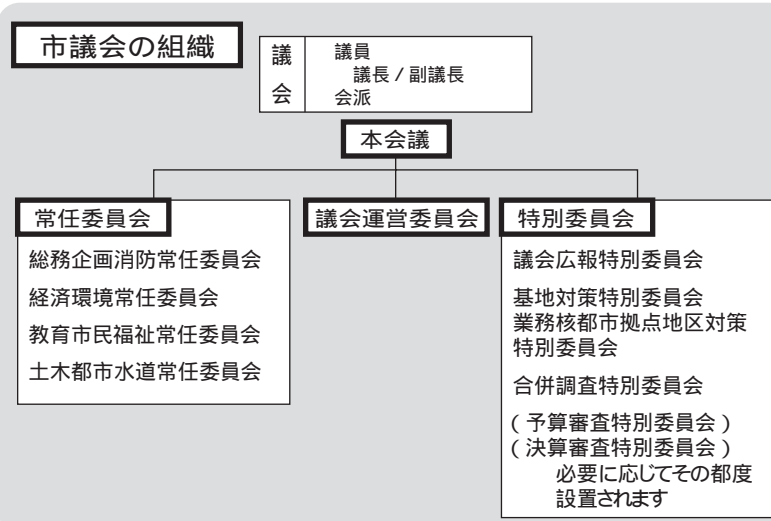 市議会の組織
議会
議員
議長/副議長
会派
本会議
常任委員会
総務企画消防常任委員会
経済環境常任委員会
教育市民福祉常任委員会
土木都市水道常任委員会
議会運営委員会
特別委員会
議会広報特別委員会
基地対策特別委員会
業務核都市拠点地区対策
特別委員会
合併調査特別委員会
(予算審査特別委員会)
(決算審査特別委員会)
必要に応じてその都度
設置されます